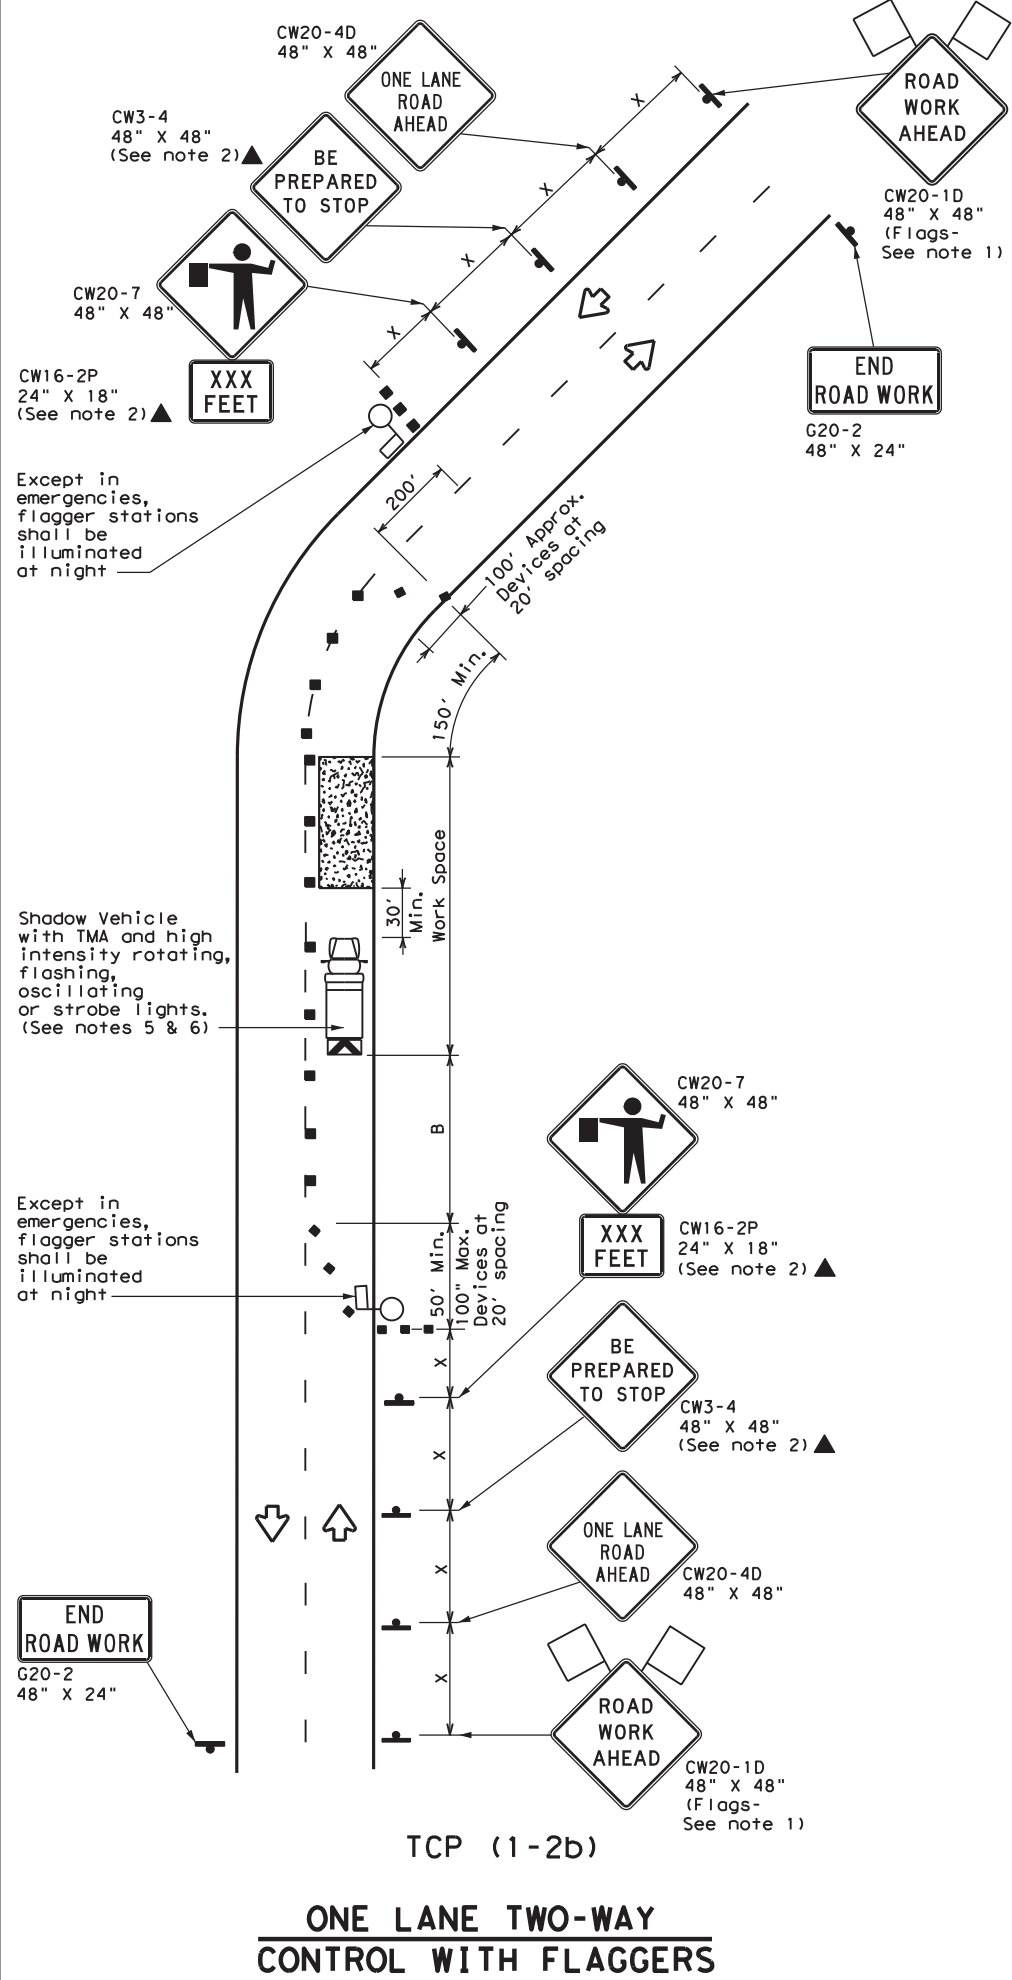 CW20-4D
48" X 48"
ONE LANE
ROAD
AHEAD
ROAD
WORK
AHEAD
CW20-1D
48" X 48"
(Flags-
See note 1)
CW3-4
48" X 48"
(See note 2)
BE
PREPARED
TO STOP
X
X
X
X
CW20-7
48" X 48"
CW16-2P
24" X 18"
(See note 2)
XXX
FEET
END
ROAD WORK
G20-2
48" X 24"
Except in
emergencies,
flagger stations
shall be
illuminated
at night
200'
100' Approx.
Devices at
20' spacing
150' Min.
Work Space
30'
Min.
Shadow Vehicle
with TMA and high
intensity rotating,
flashing,
oscillating
or strobe lights.
(See notes 5 & 6)
B
CW20-7
48" X 48"
XXX
FEET
CW16-2P
24" X 18"
(See note 2)
Except in
emergencies,
flagger stations
shall be
illuminated
at night
50' Min.
100" Max.
Devices at
20' spacing
X
BE
PREPARED
TO STOP
CW3-4
48" X 48"
(See note 2)
X
ONE LANE
ROAD
AHEAD
CW20-4D
48" X 48"
X
END
ROAD WORK
G20-2
48" X 24"
X
ROAD
WORK
AHEAD
CW20-1D
48" X 48"
(Flags-
See note 1)
TCP (1-2b)
ONE LANE TWO-WAY
CONTROL WITH FLAGGERS